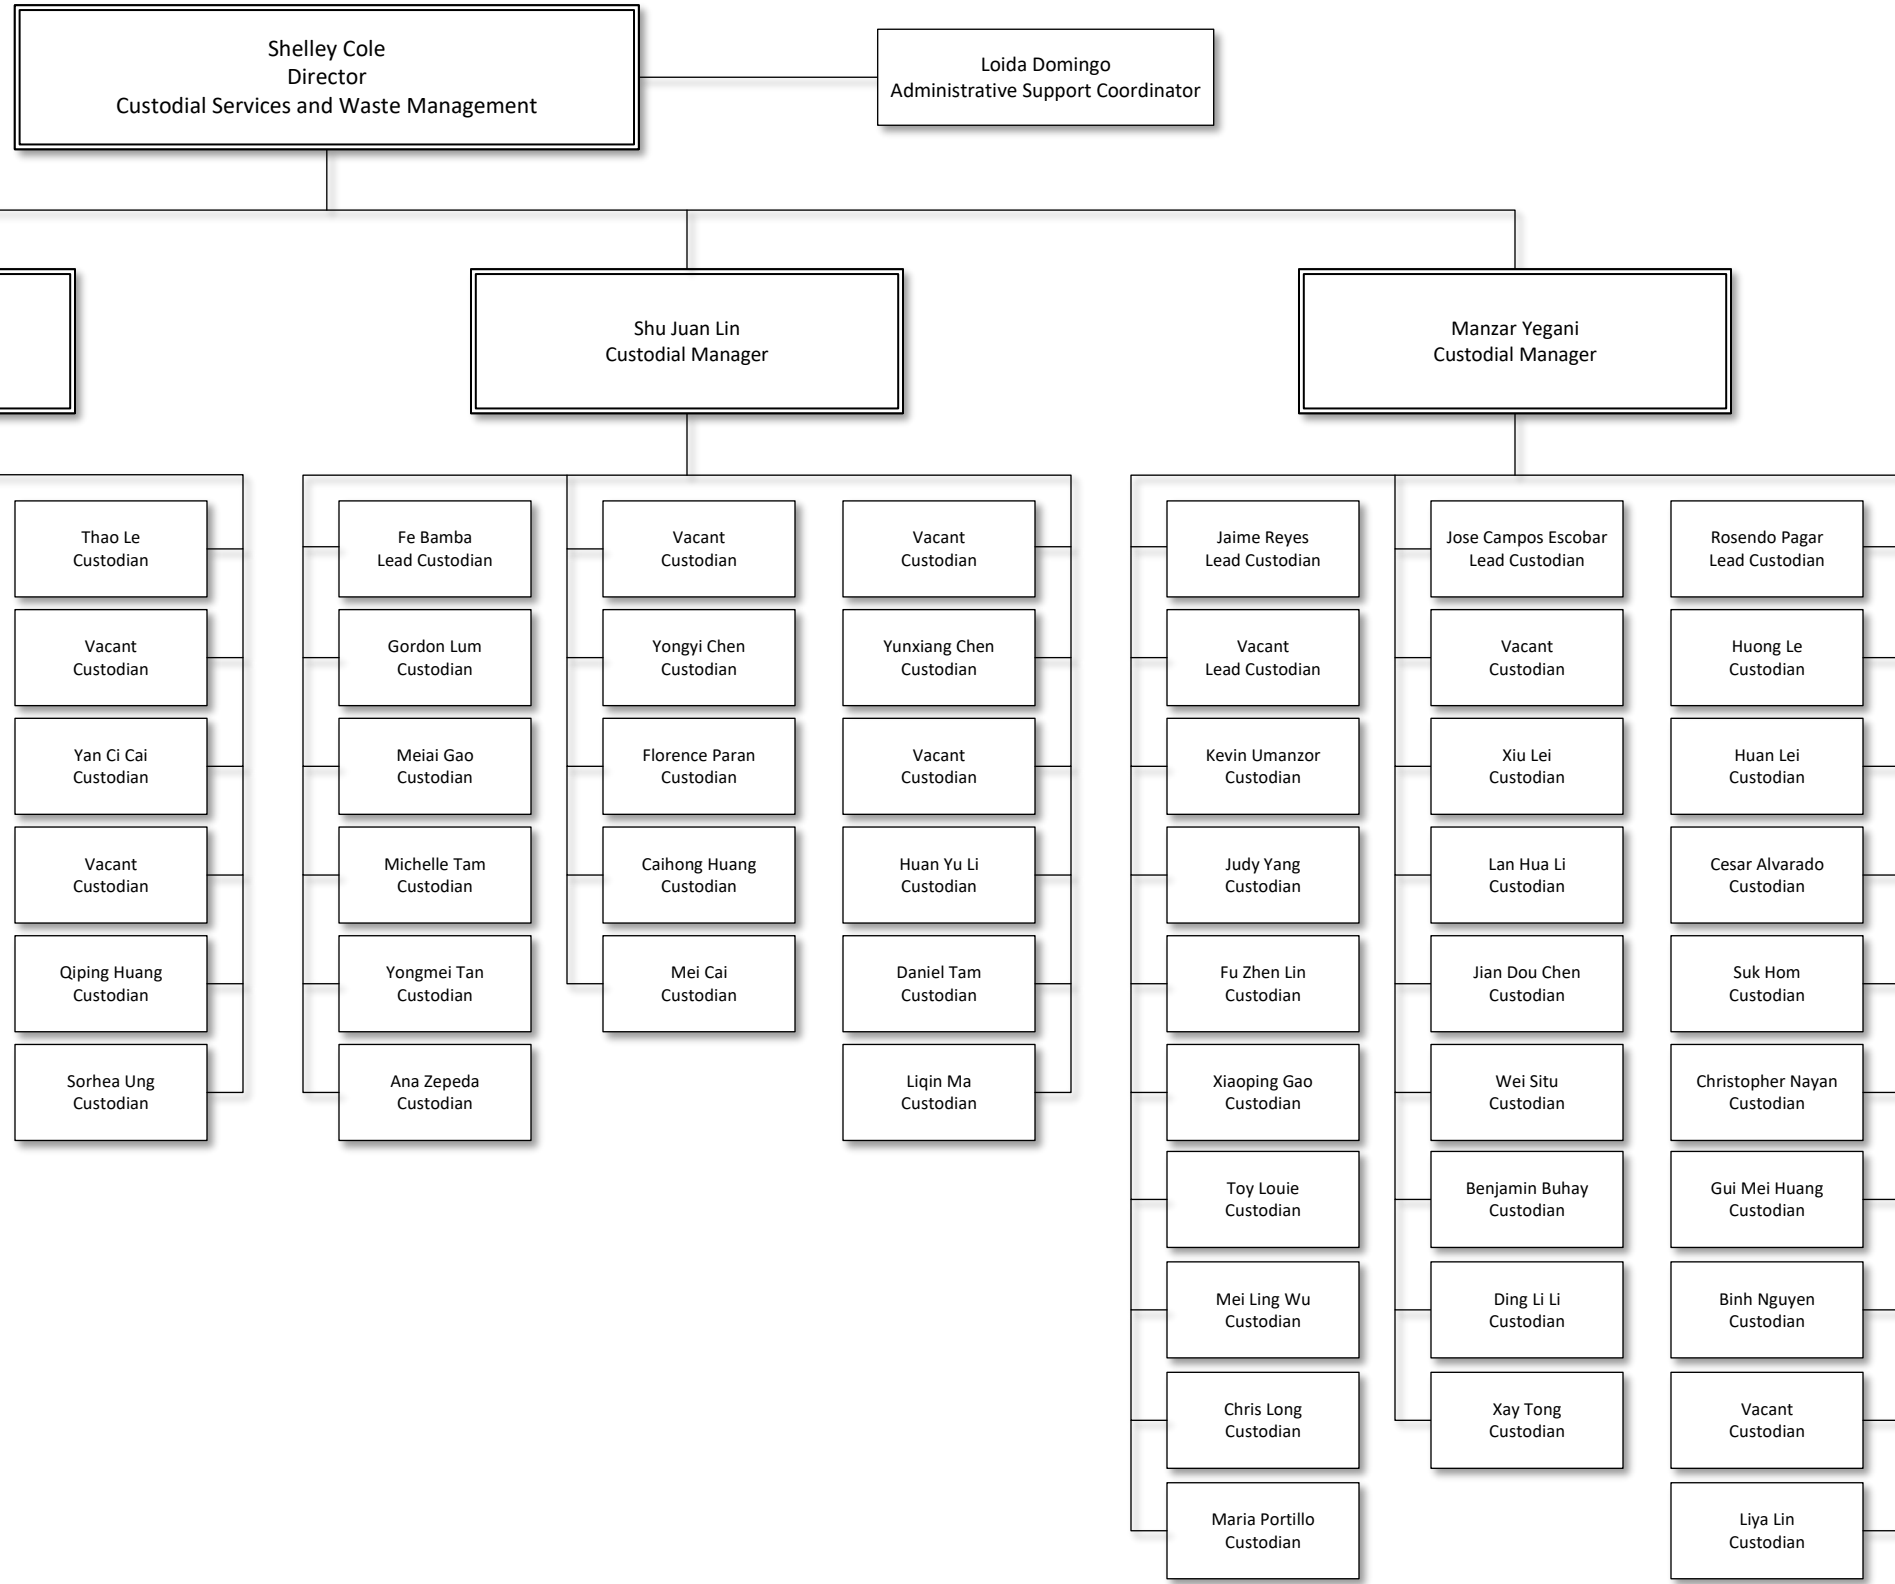 Shelley Cole
Director
Custodial Services and Waste Management
Loida Domingo
Administrative Support Coordinator
Shu Juan Lin
Custodial Manager
Manzar Yegani
Custodial Manager
Thao Le
Custodian
Vacant
Custodian
Yan Ci Cai
Custodian
Vacant
Custodian
Qiping Huang
Custodian
Sorhea Ung
Custodian
Fe Bamba
Lead Custodian
Gordon Lum
Custodian
Meiai Gao
Custodian
Michelle Tam
Custodian
Yongmei Tan
Custodian
Ana Zepeda
Custodian
Vacant
Custodian
Yongyi Chen
Custodian
Florence Paran
Custodian
Caihong Huang
Custodian
Mei Cai
Custodian
Vacant
Custodian
Yunxiang Chen
Custodian
Vacant
Custodian
Huan Yu Li
Custodian
Daniel Tam
Custodian
Liqin Ma
Custodian
Jaime Reyes
Lead Custodian
Vacant
Lead Custodian
Kevin Umanzor
Custodian
Judy Yang
Custodian
Fu Zhen Lin
Custodian
Xiaoping Gao
Custodian
Toy Louie
Custodian
Mei Ling Wu
Custodian
Chris Long
Custodian
Maria Portillo
Custodian
Jose Campos Escobar
Lead Custodian
Vacant
Custodian
Xiu Lei
Custodian
Lan Hua Li
Custodian
Jian Dou Chen
Custodian
Wei Situ
Custodian
Benjamin Buhay
Custodian
Ding Li Li
Custodian
Xay Tong
Custodian
Rosendo Pagar
Lead Custodian
Huong Le
Custodian
Huan Lei
Custodian
Cesar Alvarado
Custodian
Suk Hom
Custodian
Christopher Nayan
Custodian
Gui Mei Huang
Custodian
Binh Nguyen
Custodian
Vacant
Custodian
Liya Lin
Custodian